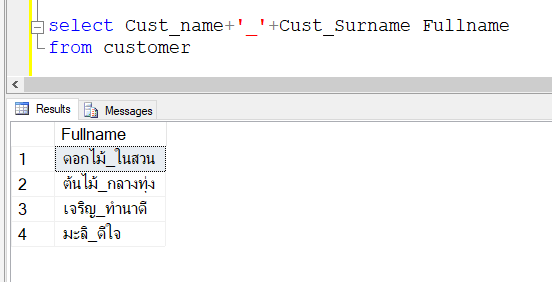 select Cust_name+'_'+Cust_Surname Fullname
from customer
Results Messages
Fullname
1 ดอกไม้_ในสวน
2 ต้นไม้_กลางทุ่ง
3 เจริญ_ทำนาดี
4 มะลิ_ดีใจ